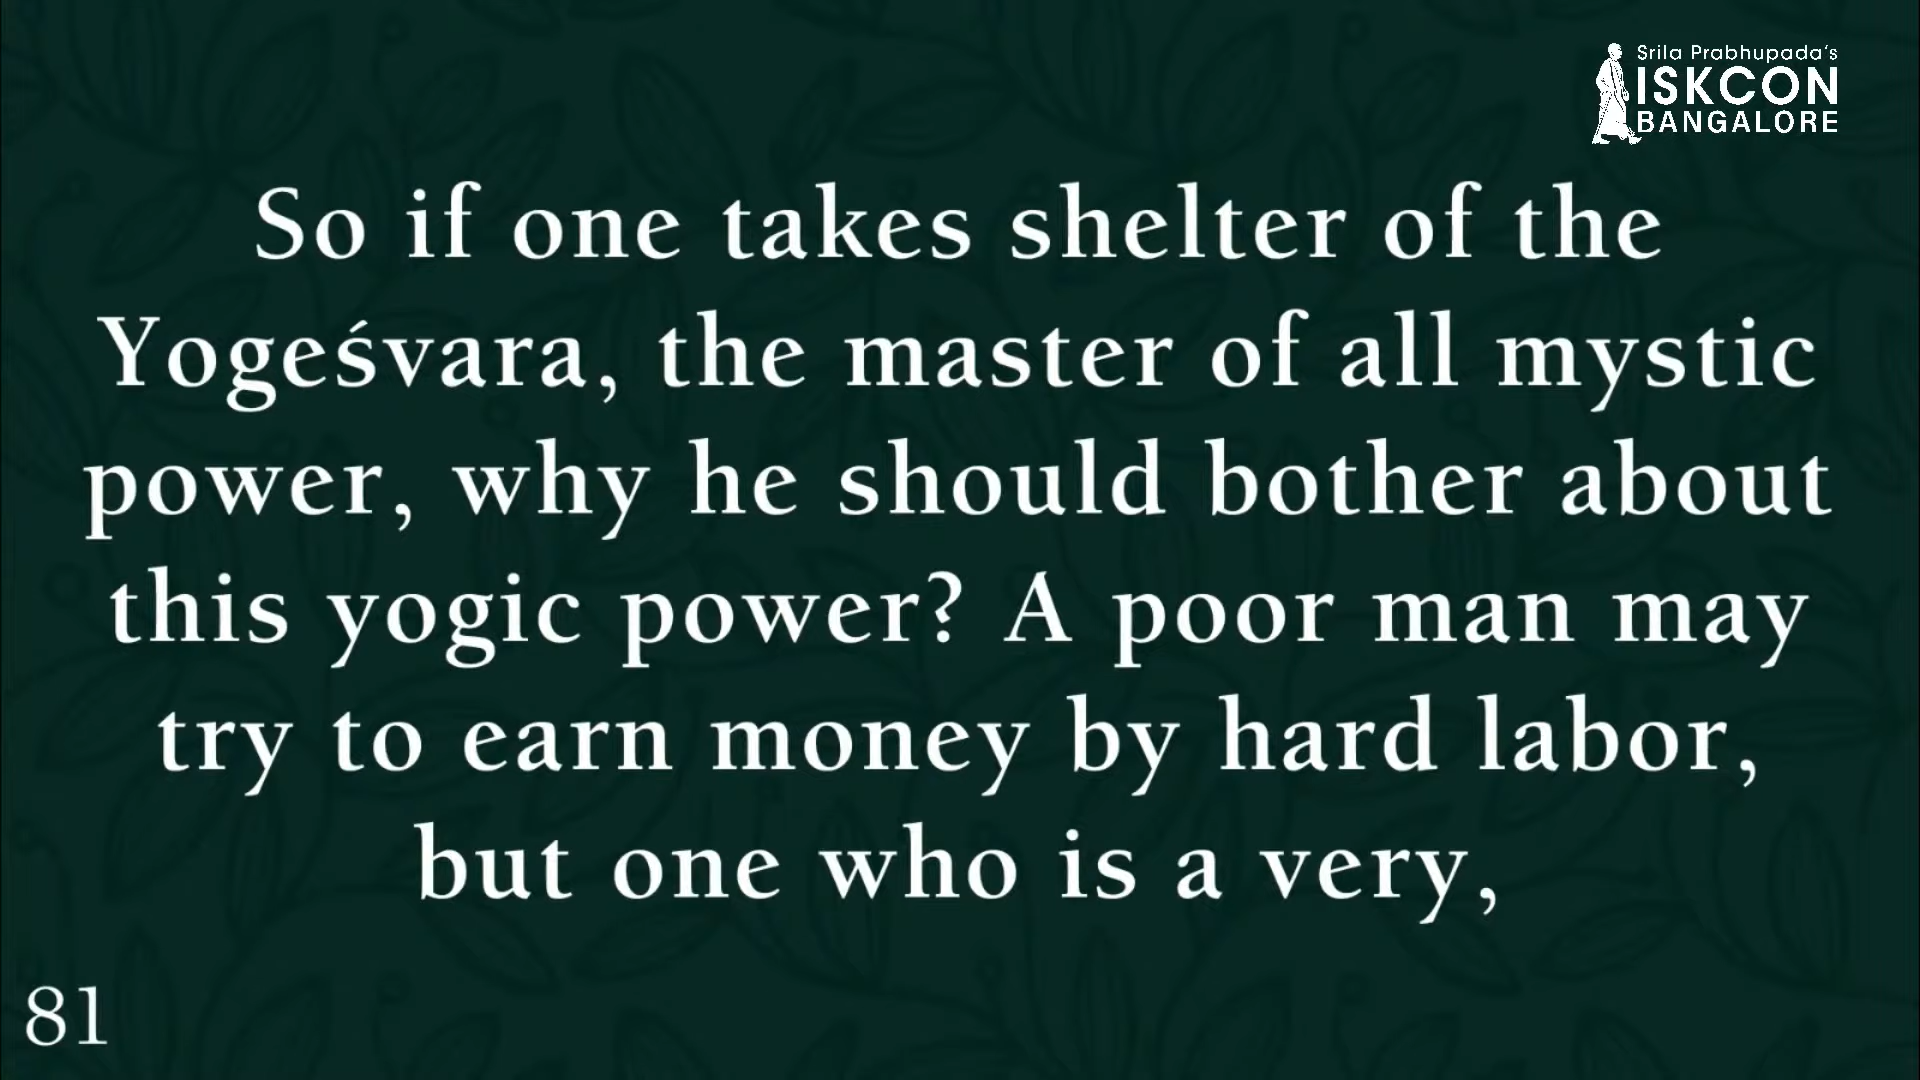 Srila Prabhupada's
ISKCON
BANGALORE
So if one takes shelter of the
Yogeśvara, the master of all mystic
power, why he should bother about
this yogic power? A poor man may
try to earn money by hard labor,
but one who is a very,
81